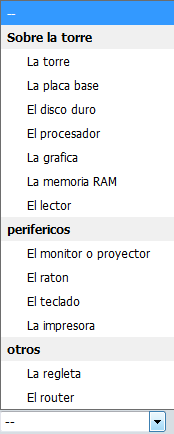 --
Sobre la torre
La torre
La placa base
El disco duro
El procesador
La grafica
La memoria RAM
El lector
perifericos
El monitor o proyector
El raton
El teclado
La impresora
otros
La regleta
El router
--